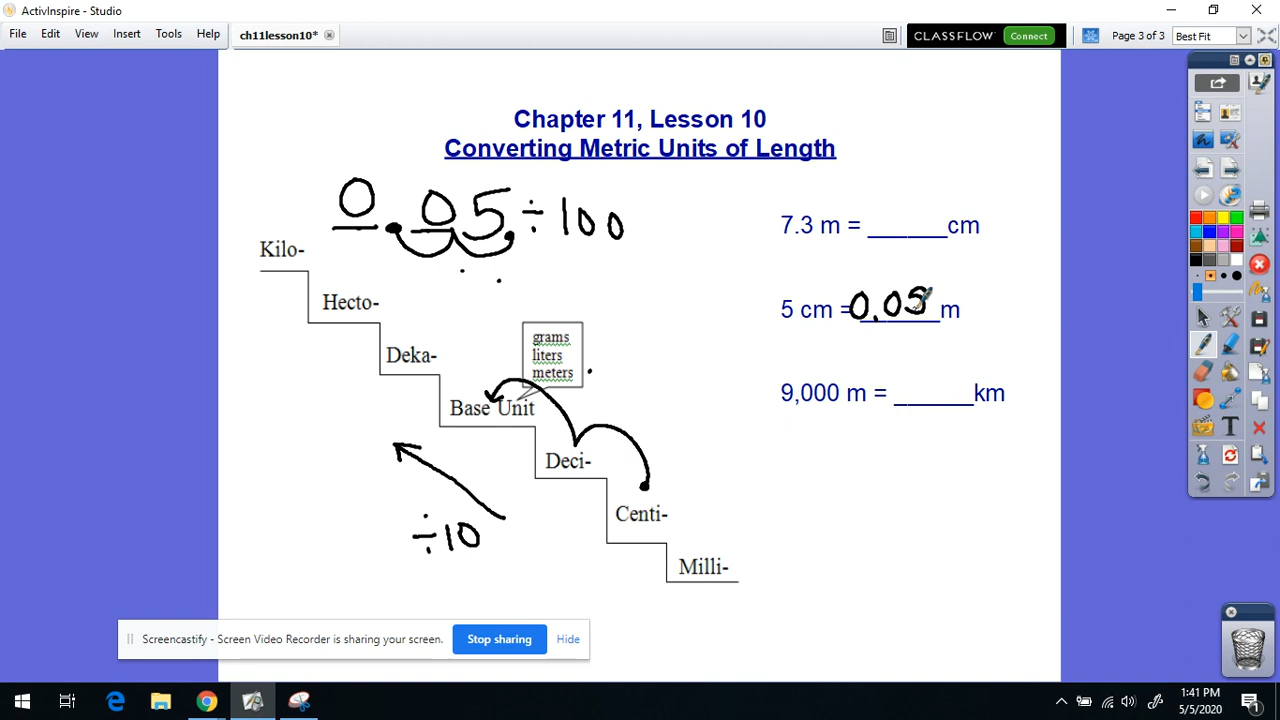 ActivInspire - Studio
File Edit View Insert Tools Help
ch11lesson10*
CLASSFLOW Connect
Page 3 of 3
Best Fit
Chapter 11, Lesson 10
Converting Metric Units of Length
0.05 ÷ 100
Kilo-
Hecto-
Deka-
Base Unit
Deci-
Centi-
Milli-
grams
liters
meters
÷10
7.3 m = ______cm
5 cm = 0.05 m
9,000 m = ______km
Screencastify - Screen Video Recorder is sharing your screen.
Stop sharing
Hide
1:41 PM
5/5/2020